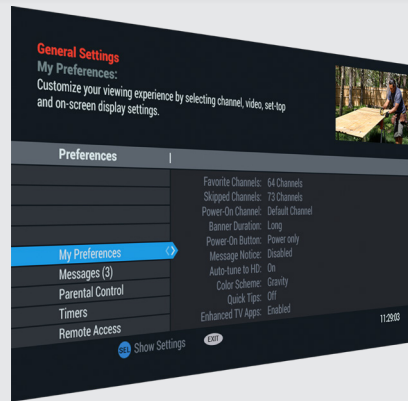 General Settings
My Preferences:
Customize your viewing experience by selecting channel, video, set-top
and on-screen display settings.
Preferences
Favorite Channels: 64 Channels
Skipped Channels: 73 Channels
Power-On Channel: Default Channel
Banner Duration: Long
Power-On Button: Power only
My Preferences
Message Notice: Disabled
Messages (3)
Auto-tune to HD: On
Color Scheme: Gravity
Parental Control
Quick Tips: Off
Timers
Enhanced TV Apps: Enabled
Remote Access
11:29:03
SEL Show Settings
EXIT